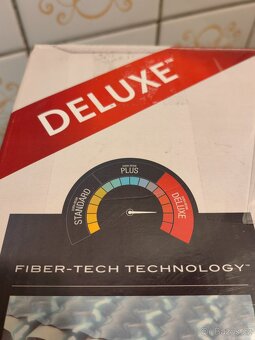 DELUXE™
STANDARD
PLUS
DELUXE
FIBER-TECH TECHNOLOGY™